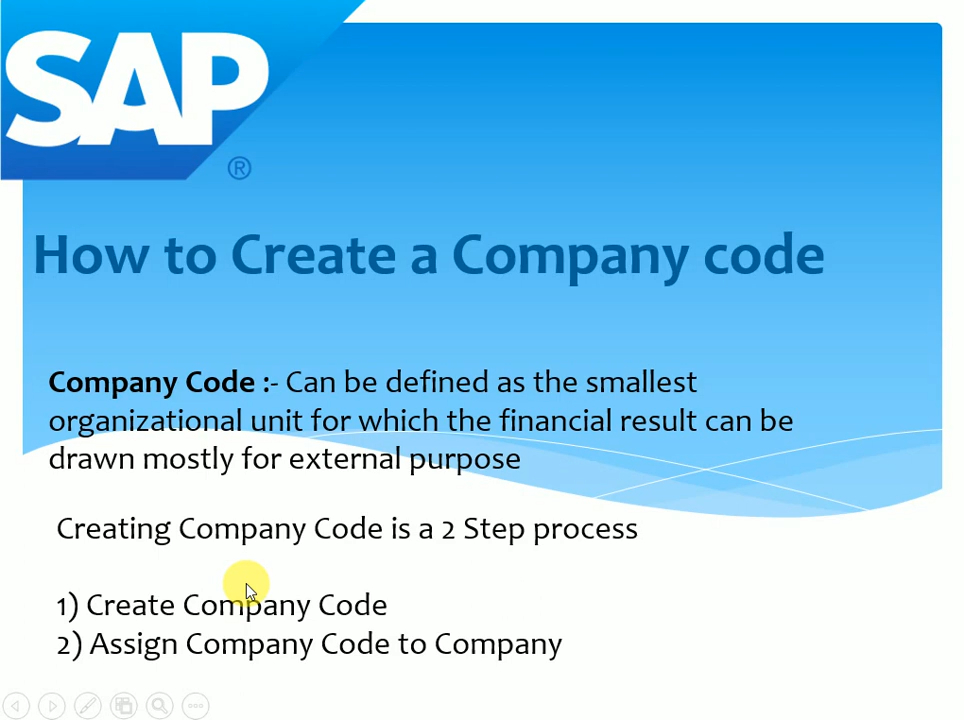 SAP
®
How to Create a Company code
Company Code :- Can be defined as the smallest
organizational unit for which the financial result can be
drawn mostly for external purpose
Creating Company Code is a 2 Step process
1) Create Company Code
2) Assign Company Code to Company